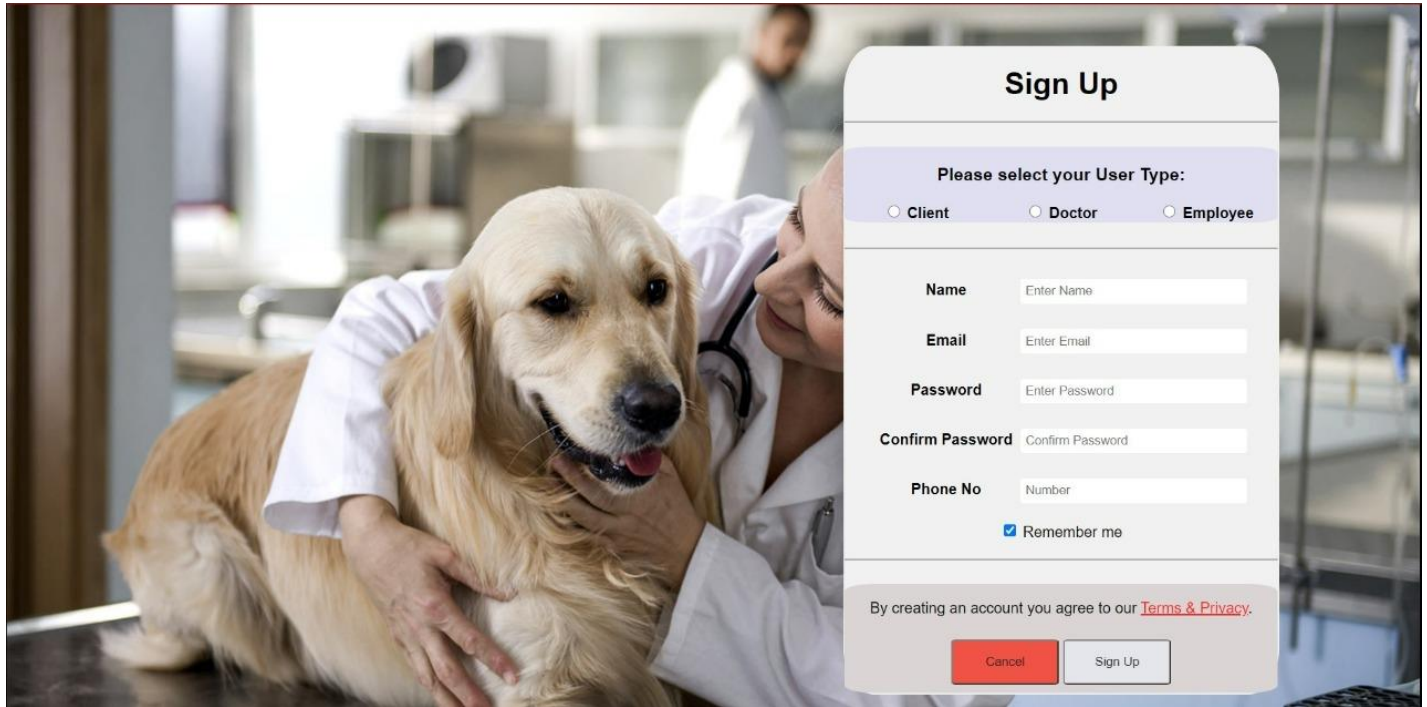 Sign Up
Please select your User Type:
Client Doctor Employee
Name Enter Name
Email Enter Email
Password Enter Password
Confirm Password Confirm Password
Phone No Number
Remember me
By creating an account you agree to our Terms & Privacy.
Cancel Sign Up